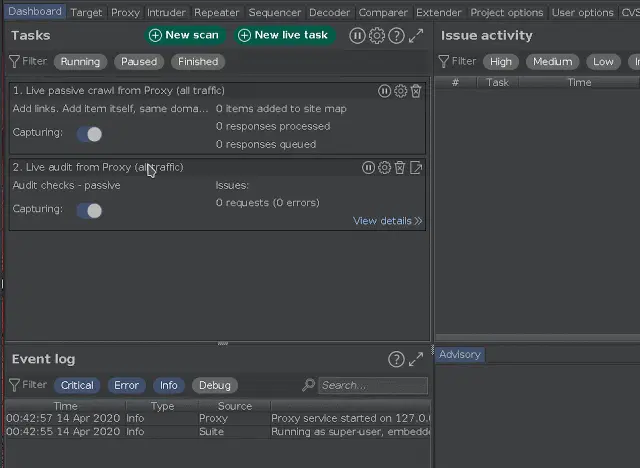 Dashboard Target Proxy Intruder Repeater Sequencer Decoder Comparer Extender Project options User options CVS
Tasks
New scan
New live task
Filter Running Paused Finished
1. Live passive crawl from Proxy (all traffic)
Add links. Add item itself, same doma... 0 items added to site map
Capturing: 0 responses processed
0 responses queued
2. Live audit from Proxy (all traffic)
Audit checks - passive Issues:
Capturing: 0 requests (0 errors)
View details
Issue activity
Filter High Medium Low
# Task Time
Event log
Filter Critical Error Info Debug Search...
Time Type Source
00:42:57 14 Apr 2020 Info Proxy Proxy service started on 127.0.
00:42:55 14 Apr 2020 Info Suite Running as super-user, embedde
Advisory